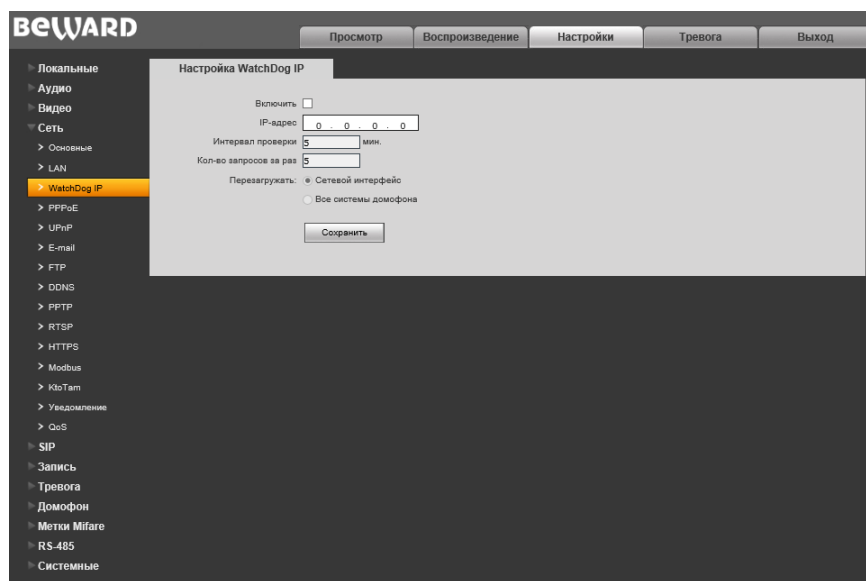 BEWARD
Просмотр
Воспроизведение
Настройки
Тревога
Выход
Локальные
Аудио
Видео
Сеть
Основные
LAN
WatchDog IP
PPPoE
UPnP
E-mail
FTP
DDNS
PPTP
RTSP
HTTPS
Modbus
KtoTam
Уведомление
QoS
SIP
Запись
Тревога
Домофон
Метки Mifare
RS-485
Системные
Настройка WatchDog IP
Включить
IP-адрес 0 . 0 . 0 . 0
Интервал проверки 5 мин.
Кол-во запросов за раз 5
Перезагружать: Сетевой интерфейс
Все системы домофона
Сохранить